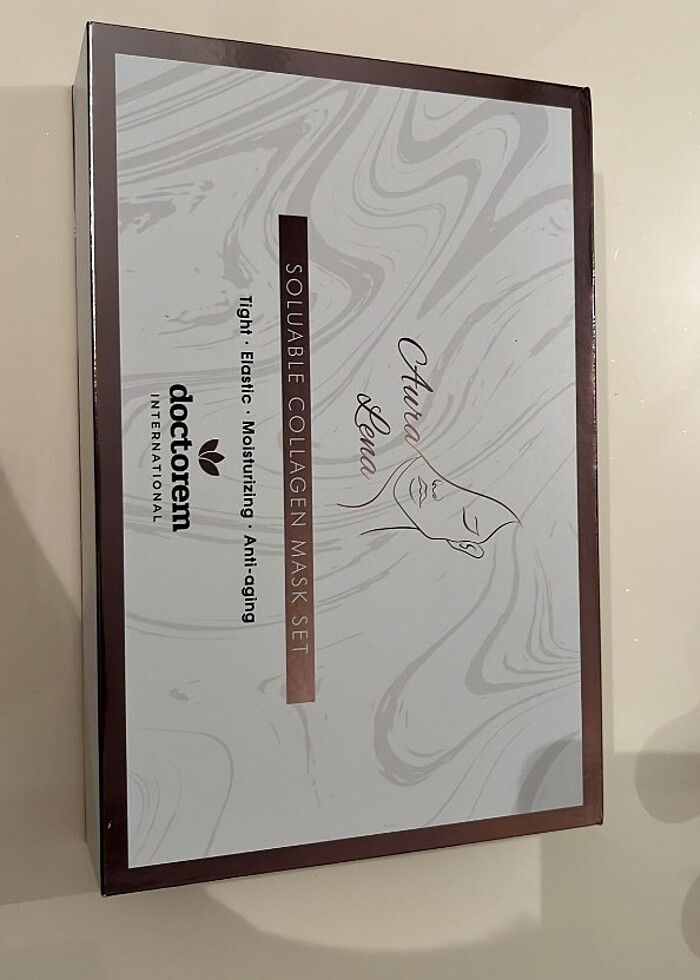 Aura
Lena
SOLUABLE COLLAGEN MASK SET
Tight · Elastic · Moisturizing · Anti-aging
doctorem
INTERNATIONAL